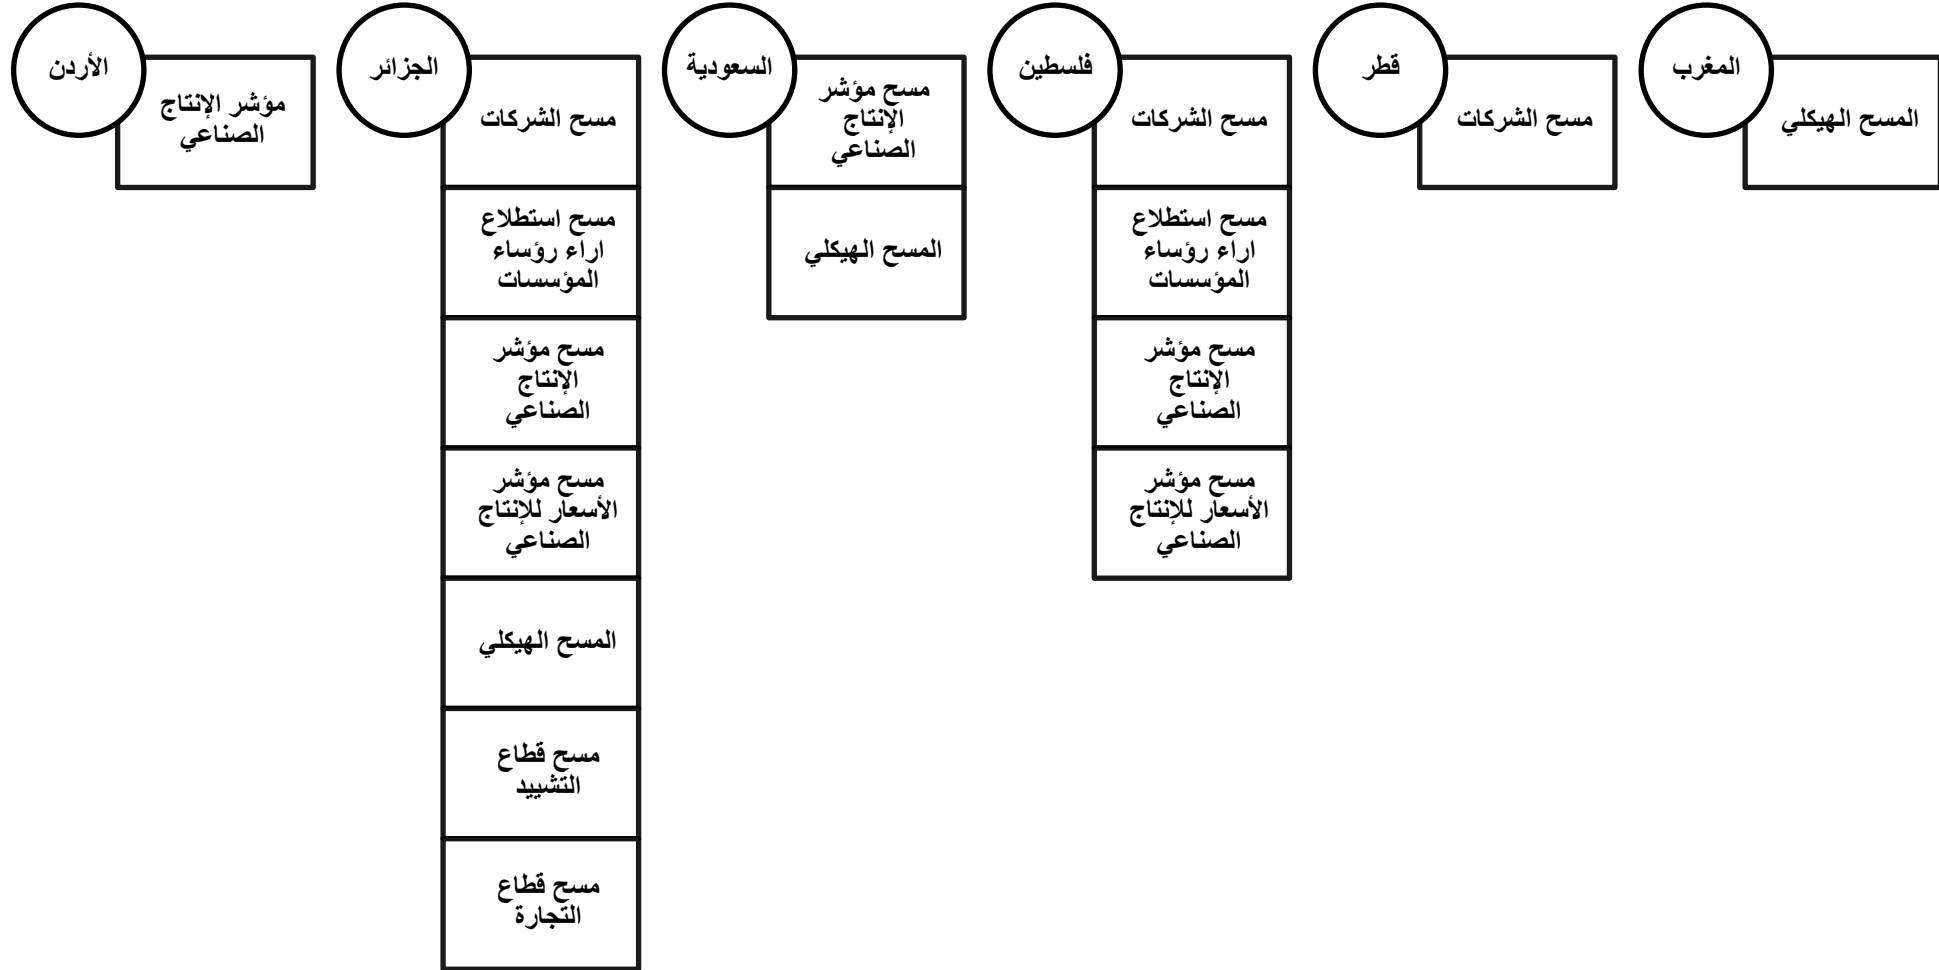 الأردن
مؤشر الإنتاج
الصناعي
الجزائر
مسح الشركات
مسح استطلاع
اراء رؤساء
المؤسسات
مسح مؤشر
الإنتاج
الصناعي
مسح مؤشر
الأسعار للإنتاج
الصناعي
المسح الهيكلي
مسح قطاع
التشييد
مسح قطاع
التجارة
السعودية
مسح مؤشر
الإنتاج
الصناعي
المسح الهيكلي
فلسطين
مسح الشركات
مسح استطلاع
اراء رؤساء
المؤسسات
مسح مؤشر
الإنتاج
الصناعي
مسح مؤشر
الأسعار للإنتاج
الصناعي
قطر
مسح الشركات
المغرب
المسح الهيكلي